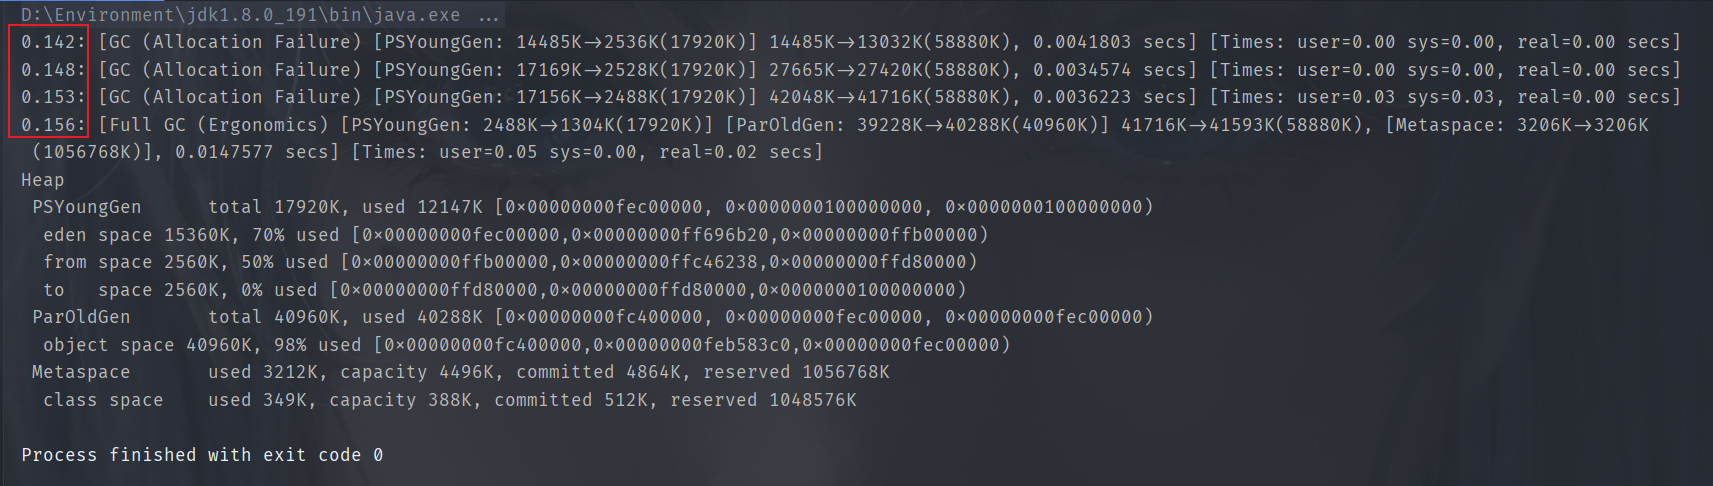 D:\Environment\jdk1.8.0_191\bin\java.exe ...
0.142: [GC (Allocation Failure) [PSYoungGen: 14485K->2536K(17920K)] 14485K->13032K(58880K), 0.0041803 secs] [Times: user=0.00 sys=0.00, real=0.00 secs]
0.148: [GC (Allocation Failure) [PSYoungGen: 17169K->2528K(17920K)] 27665K->27420K(58880K), 0.0034574 secs] [Times: user=0.00 sys=0.00, real=0.00 secs]
0.153: [GC (Allocation Failure) [PSYoungGen: 17156K->2488K(17920K)] 42048K->41716K(58880K), 0.0036223 secs] [Times: user=0.03 sys=0.03, real=0.00 secs]
0.156: [Full GC (Ergonomics) [PSYoungGen: 2488K->1304K(17920K)] [ParOldGen: 39228K->40288K(40960K)] 41716K->41593K(58880K), [Metaspace: 3206K->3206K
(1056768K)], 0.0147577 secs] [Times: user=0.05 sys=0.00, real=0.02 secs]
Heap
PSYoungGen      total 17920K, used 12147K [0x00000000fec00000, 0x0000000100000000, 0x0000000100000000)
eden space 15360K, 70% used [0x00000000fec00000,0x00000000ff696b20,0x00000000ffb00000)
from space 2560K, 50% used [0x00000000ffb00000,0x00000000ffc46238,0x00000000ffd80000)
to   space 2560K, 0% used [0x00000000ffd80000,0x00000000ffd80000,0x0000000100000000)
ParOldGen       total 40960K, used 40288K [0x00000000fc400000, 0x00000000fec00000, 0x00000000fec00000)
object space 40960K, 98% used [0x00000000fc400000,0x00000000feb583c0,0x00000000fec00000)
Metaspace       used 3212K, capacity 4496K, committed 4864K, reserved 1056768K
class space    used 349K, capacity 388K, committed 512K, reserved 1048576K
Process finished with exit code 0